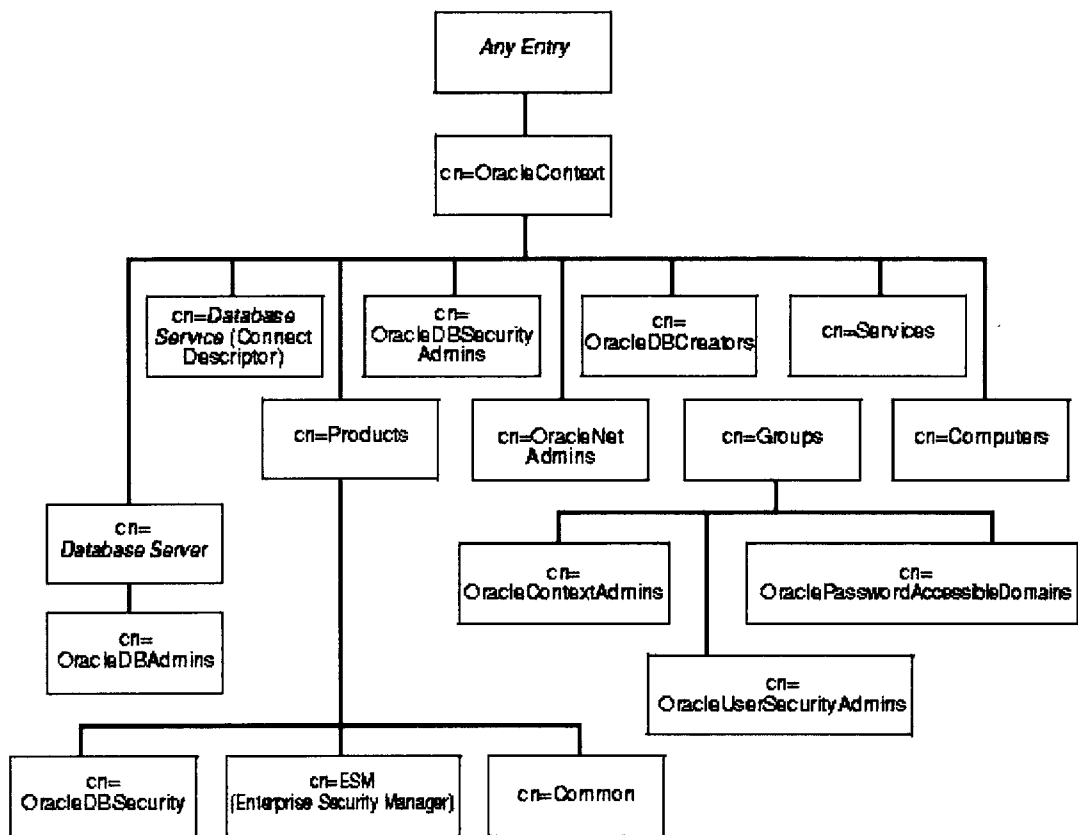 Any Entry
cn=OracleContext
cn=Database
Service (Connect
Descriptor)
cn=
OracleDBSecurity
Admins
cn=
OracleDBCreators
cn=Services
cn=Products
cn=OracleNet
Admins
cn=Groups
cn=Computers
cn=
Database Server
cn=
OracleContextAdmins
cn=
OraclePasswordAccessibleDomains
cn=
OracleDBAdmins
cn=
OracleUserSecurityAdmins
cn=
OracleDBSecurity
cn=ESM
(Enterprise Security Manager)
cn=Common